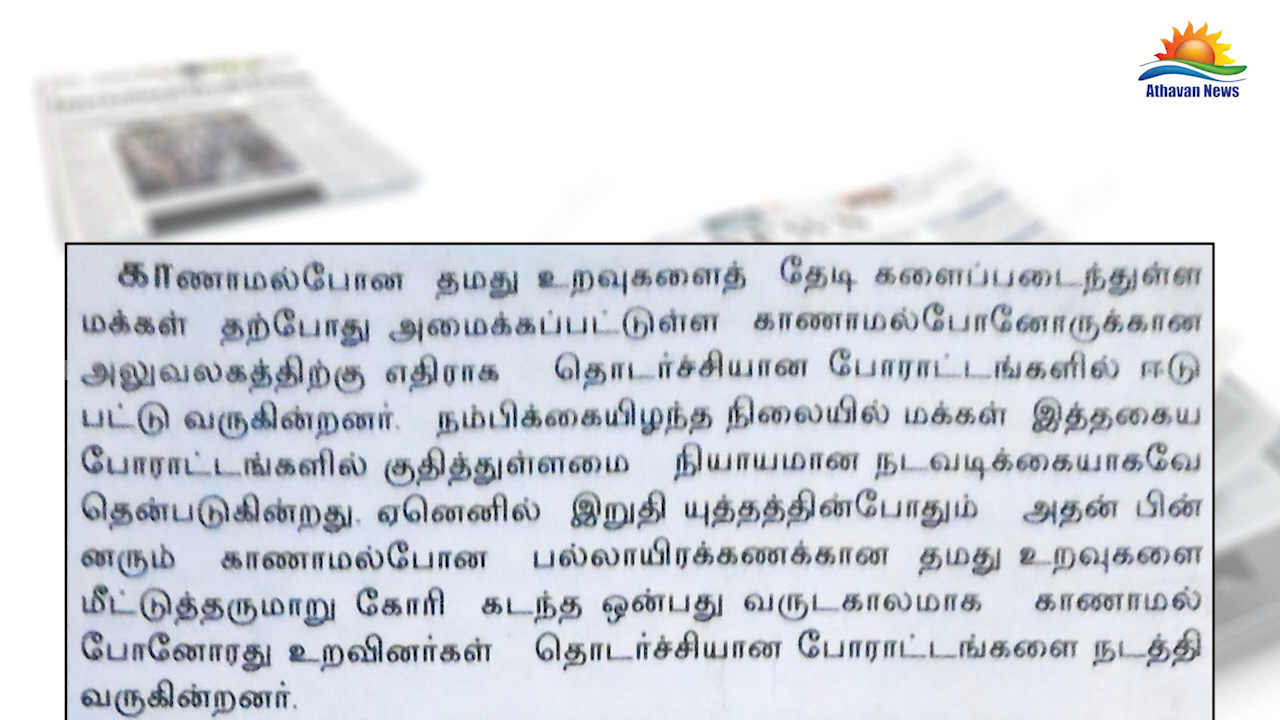 Athavan News
காணாமல்போன தமது உறவுகளைத் தேடி களைப்படைந்துள்ள
மக்கள் தற்போது அமைக்கப்பட்டுள்ள காணாமல்போனோருக்கான
அலுவலகத்திற்கு எதிராக தொடர்ச்சியான போராட்டங்களில் ஈடு
பட்டு வருகின்றனர். நம்பிக்கையிழந்த நிலையில் மக்கள் இத்தகைய
போராட்டங்களில் குதித்துள்ளமை நியாயமான நடவடிக்கையாகவே
தென்படுகின்றது. ஏனெனில் இறுதி யுத்தத்தின்போதும் அதன் பின்
னரும் காணாமல்போன பல்லாயிரக்கணக்கான தமது உறவுகளை
மீட்டுத்தருமாறு கோரி கடந்த ஒன்பது வருடகாலமாக காணாமல்
போனோரது உறவினர்கள் தொடர்ச்சியான போராட்டங்களை நடத்தி
வருகின்றனர்.